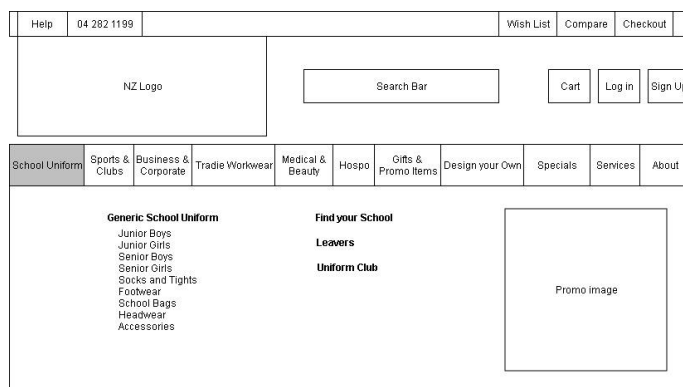 Help
04 282 1199
Wish List
Compare
Checkout
NZ Logo
Search Bar
Cart
Log in
Sign Up
School Uniform
Sports &
Clubs
Business &
Corporate
Tradie Workwear
Medical &
Beauty
Hospo
Gifts &
Promo Items
Design your Own
Specials
Services
About
Generic School Uniform
Junior Boys
Junior Girls
Senior Boys
Senior Girls
Socks and Tights
Footwear
School Bags
Headwear
Accessories
Find your School
Leavers
Uniform Club
Promo image